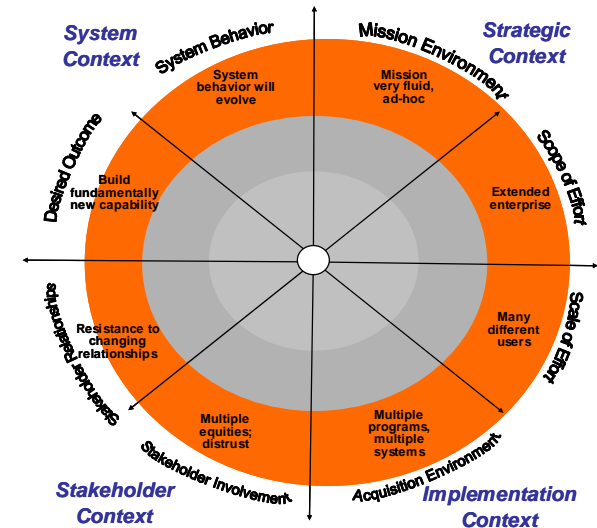 System
Context
System Behavior
Mission Environment
Strategic
Context
System
behavior will
evolve
Mission
very fluid,
ad-hoc
Desired Outcome
Build
fundamentally
new capability
Scope of Effort
Extended
enterprise
Stakeholder Relationships
Resistance to
changing
relationships
Scale of Effort
Many
different
users
Multiple
equities;
distrust
Multiple
programs,
multiple
systems
Stakeholder Involvement
Acquisition Environment
Stakeholder
Context
Implementation
Context